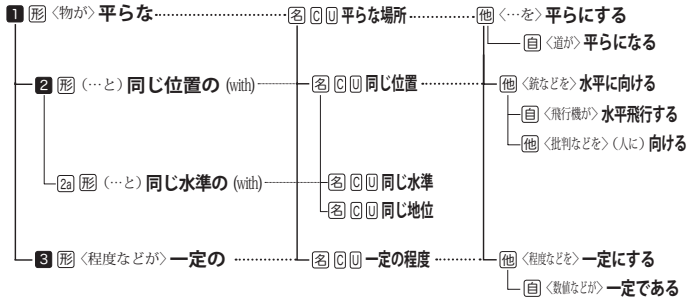 1 形〈物が〉平らな 名 C U 平らな場所 他〈…を〉平らにする
自〈道が〉平らになる
2 形（…と）同じ位置の (with) 名 C U 同じ位置 他〈銃などを〉水平に向ける
自〈飛行機が〉水平飛行する
他〈批判などを〉（人に）向ける
2a 形（…と）同じ水準の (with) 名 C U 同じ水準
名 C U 同じ地位
3 形〈程度などが〉一定の 名 C U 一定の程度 他〈程度などを〉一定にする
自〈数値などが〉一定である